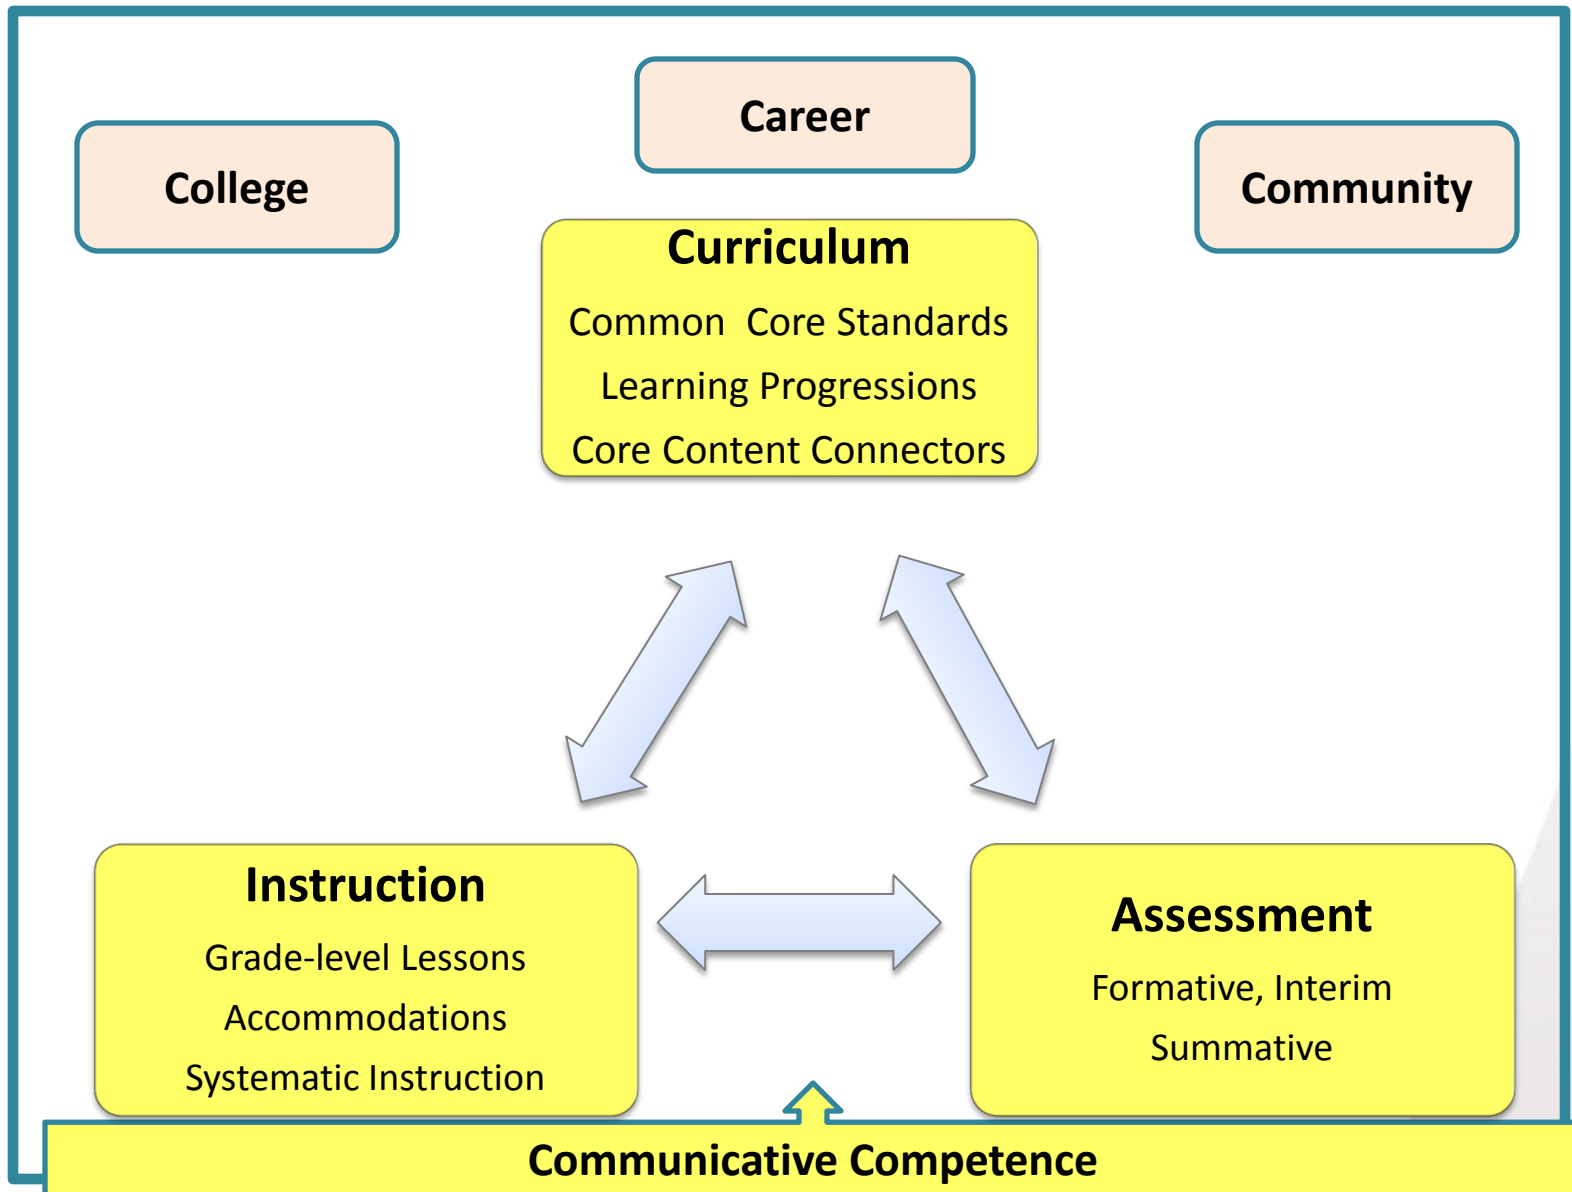 Career
College
Community
Curriculum
Common  Core Standards
Learning Progressions
Core Content Connectors
Instruction
Grade-level Lessons
Accommodations
Systematic Instruction
Assessment
Formative, Interim
Summative
Communicative Competence